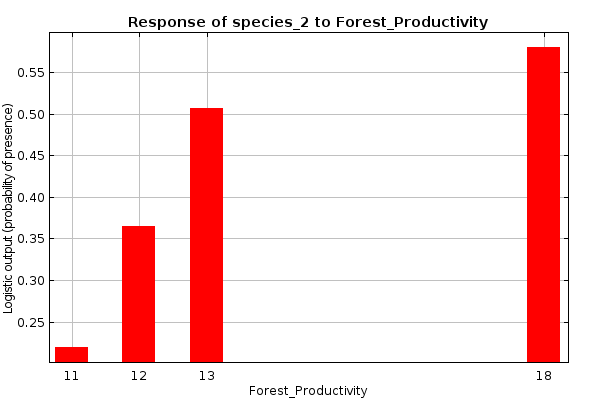 Response of species_2 to Forest_Productivity
Logistic output (probability of presence)
0.55
0.50
0.45
0.40
0.35
0.30
0.25
11 12 13 18
Forest_Productivity